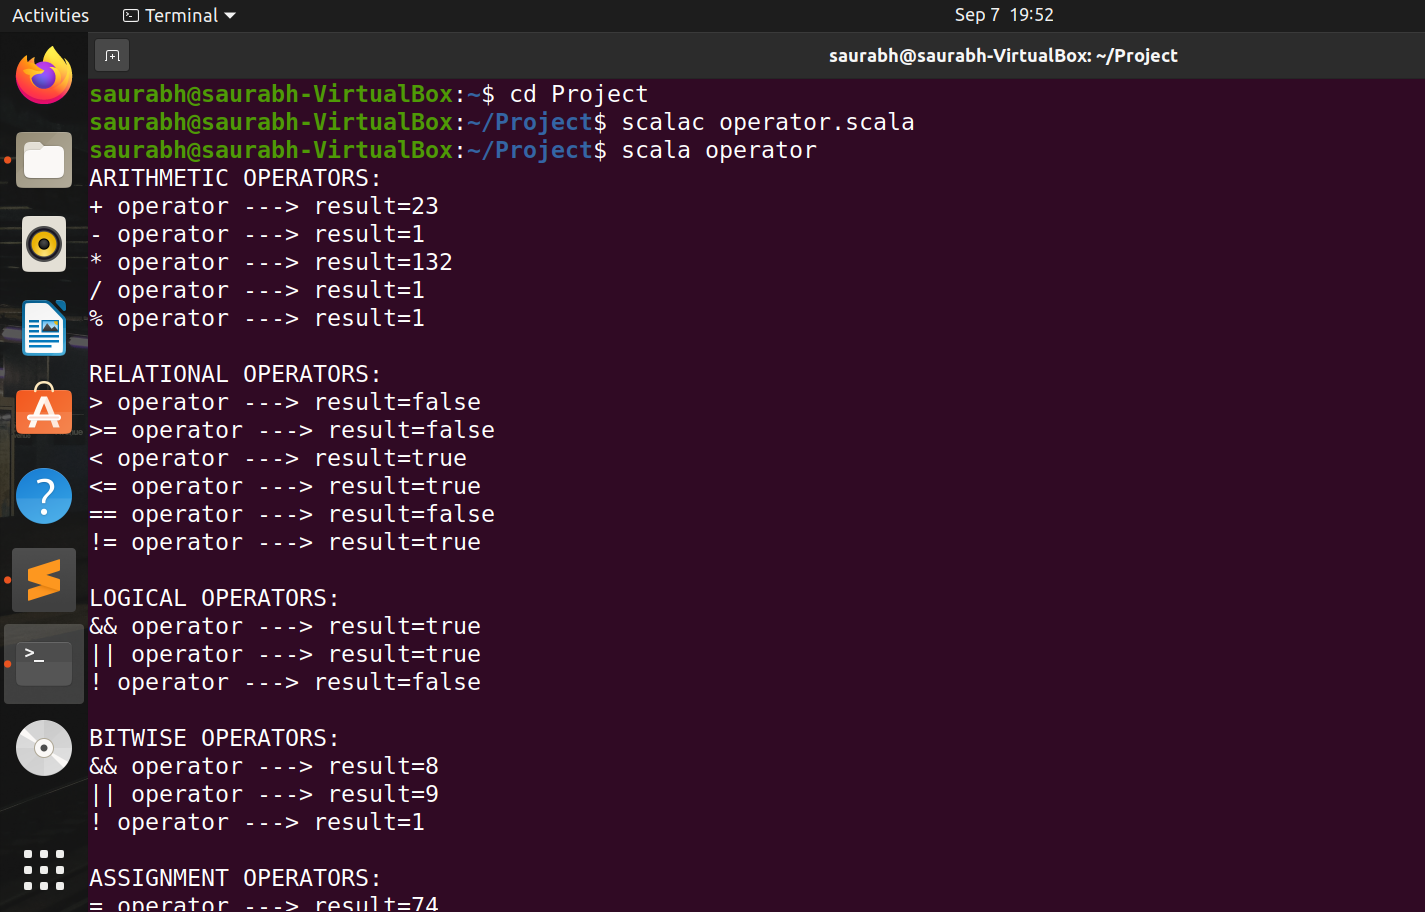 Activities Terminal Sep 7 19:52
saurabh@saurabh-VirtualBox: ~/Project
saurabh@saurabh-VirtualBox:~$ cd Project
saurabh@saurabh-VirtualBox:~/Project$ scalac operator.scala
saurabh@saurabh-VirtualBox:~/Project$ scala operator
ARITHMETIC OPERATORS:
+ operator ---> result=23
- operator ---> result=1
* operator ---> result=132
/ operator ---> result=1
% operator ---> result=1
RELATIONAL OPERATORS:
> operator ---> result=false
>= operator ---> result=false
< operator ---> result=true
<= operator ---> result=true
== operator ---> result=false
!= operator ---> result=true
LOGICAL OPERATORS:
&& operator ---> result=true
|| operator ---> result=true
! operator ---> result=false
BITWISE OPERATORS:
&& operator ---> result=8
|| operator ---> result=9
! operator ---> result=1
ASSIGNMENT OPERATORS:
= operator ---> result=74